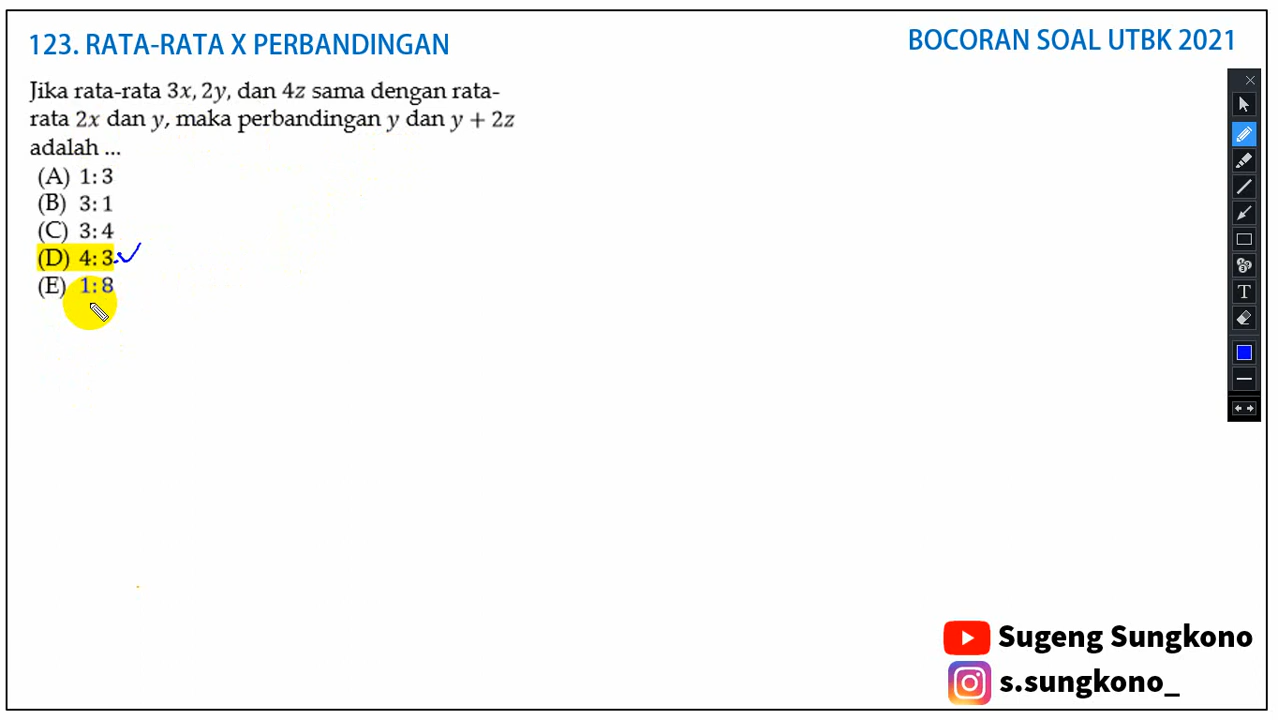 123. RATA-RATA X PERBANDINGAN
BOCORAN SOAL UTBK 2021
Jika rata-rata 3x, 2y, dan 4z sama dengan rata-
rata 2x dan y, maka perbandingan y dan y + 2z
adalah ...
(A) 1: 3
(B) 3: 1
(C) 3: 4
(D) 4: 3
(E) 1: 8
T
Sugeng Sungkono
s.sungkono_